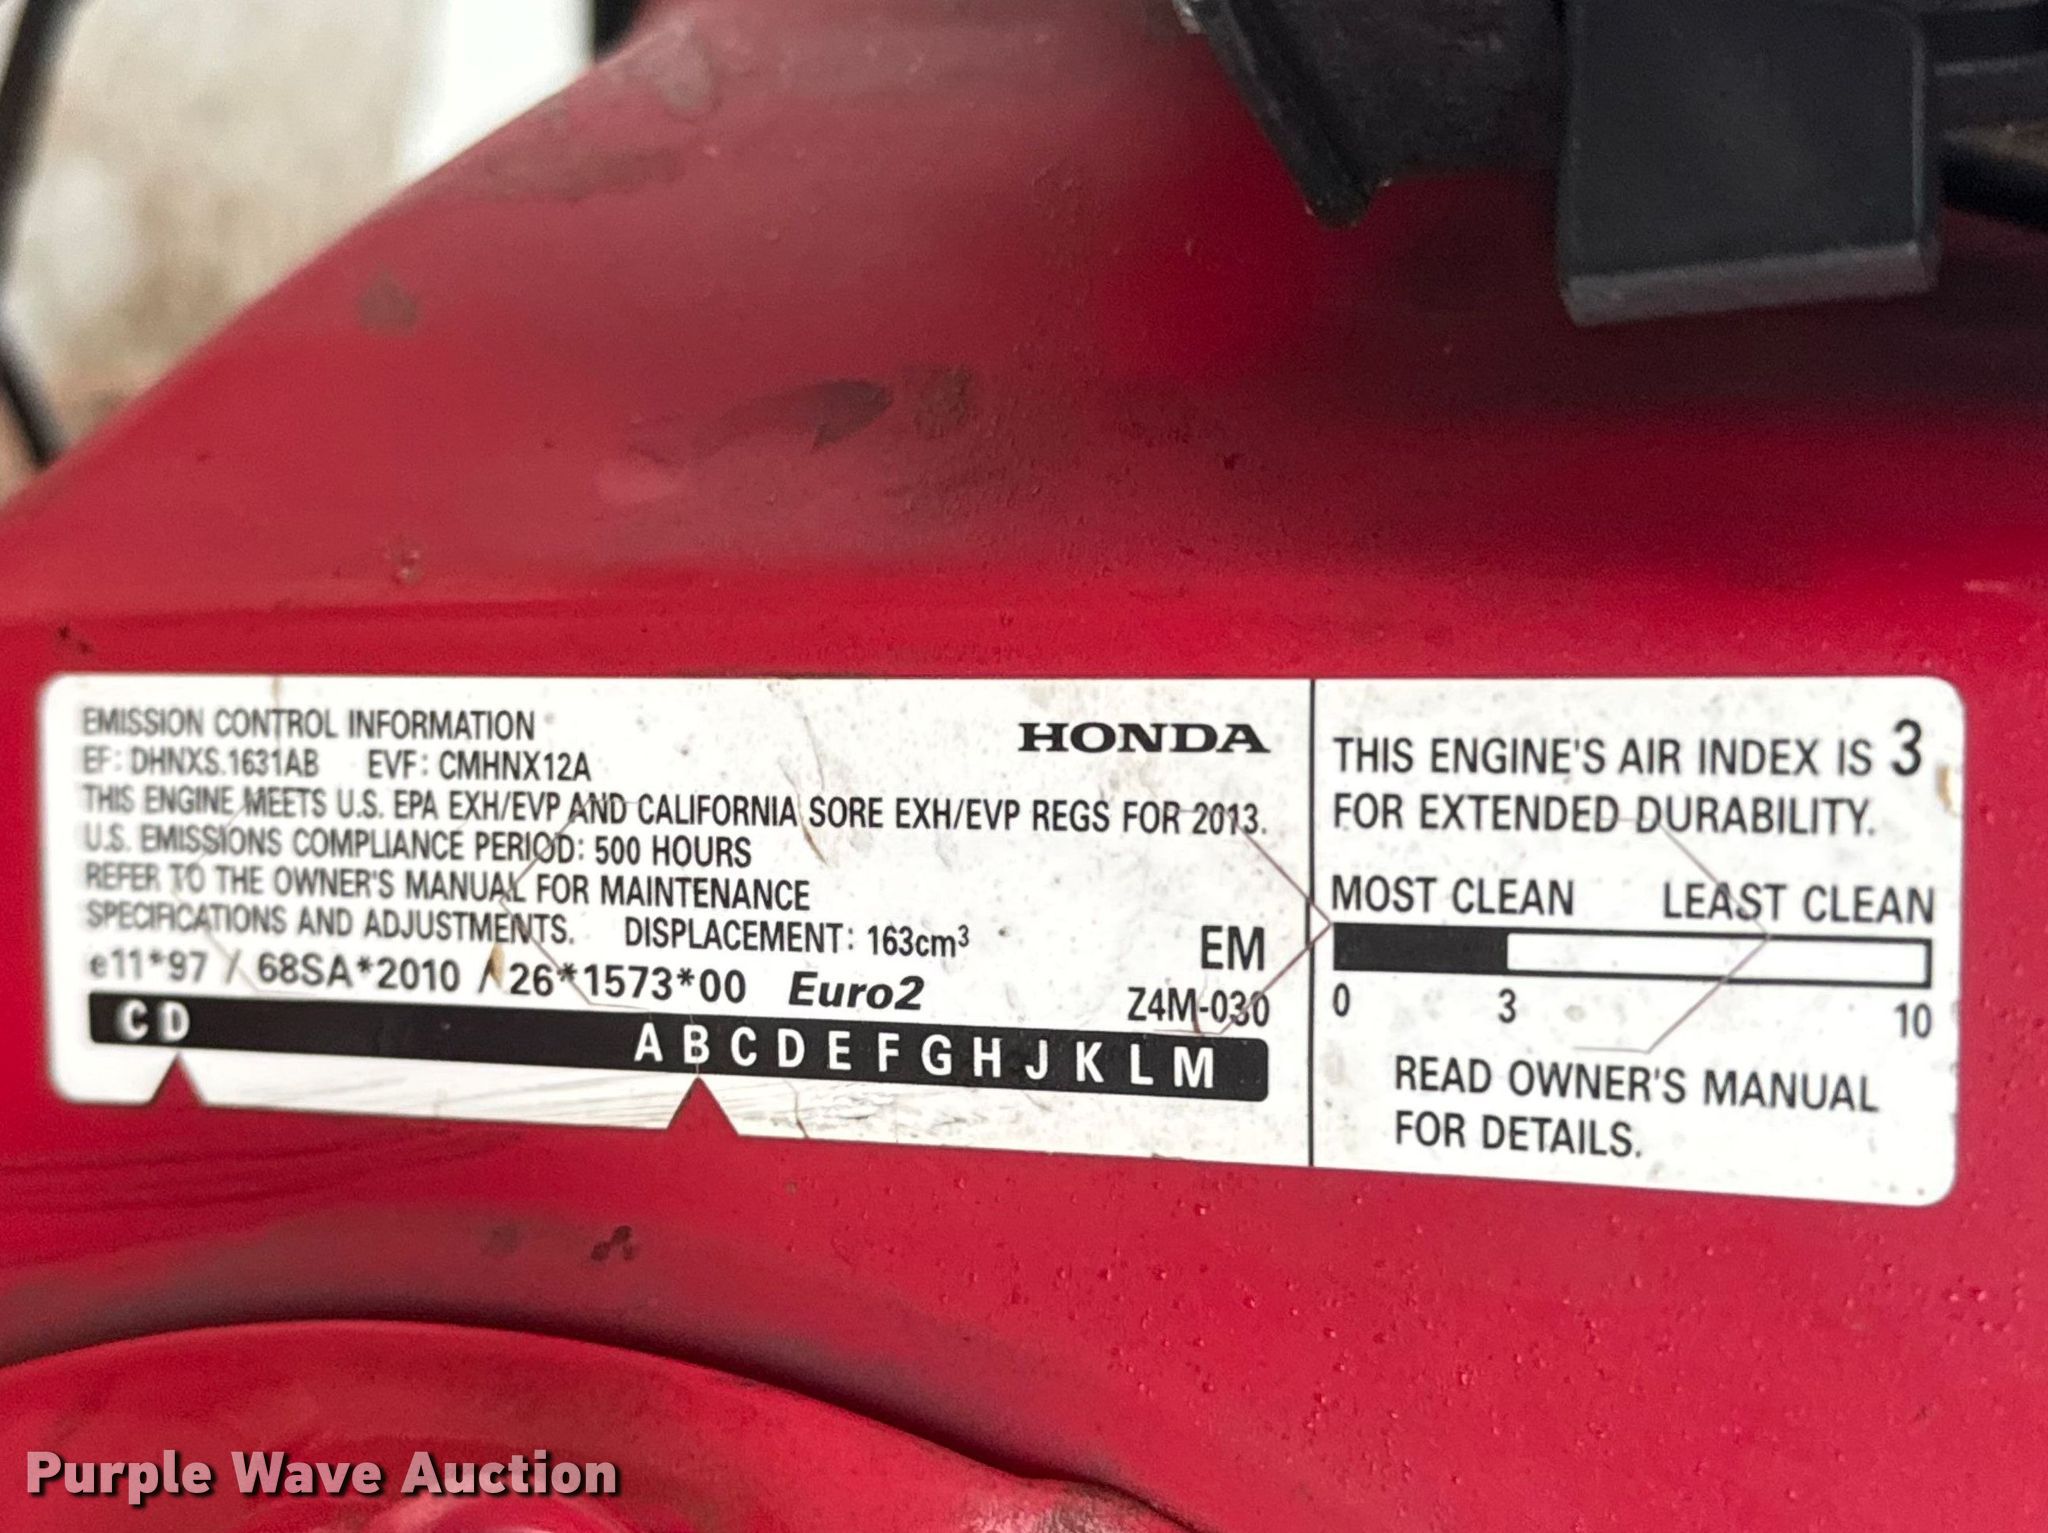 EMISSION CONTROL INFORMATION
HONDA
EF: DHNXS.1631AB EVF: CMHNX12A
THIS ENGINE MEETS U.S. EPA EXH/EVP AND CALIFORNIA SORE EXH/EVP REGS FOR 2013.
U.S. EMISSIONS COMPLIANCE PERIOD: 500 HOURS
REFER TO THE OWNER'S MANUAL FOR MAINTENANCE
SPECIFICATIONS AND ADJUSTMENTS. DISPLACEMENT: 163cm³
EM
e11*97 / 68SA*2010 / 26*1573*00 Euro2
Z4M-030
C D A B C D E F G H J K L M
THIS ENGINE'S AIR INDEX IS 3
FOR EXTENDED DURABILITY.
MOST CLEAN LEAST CLEAN
0 3 10
READ OWNER'S MANUAL
FOR DETAILS.
Purple Wave Auction